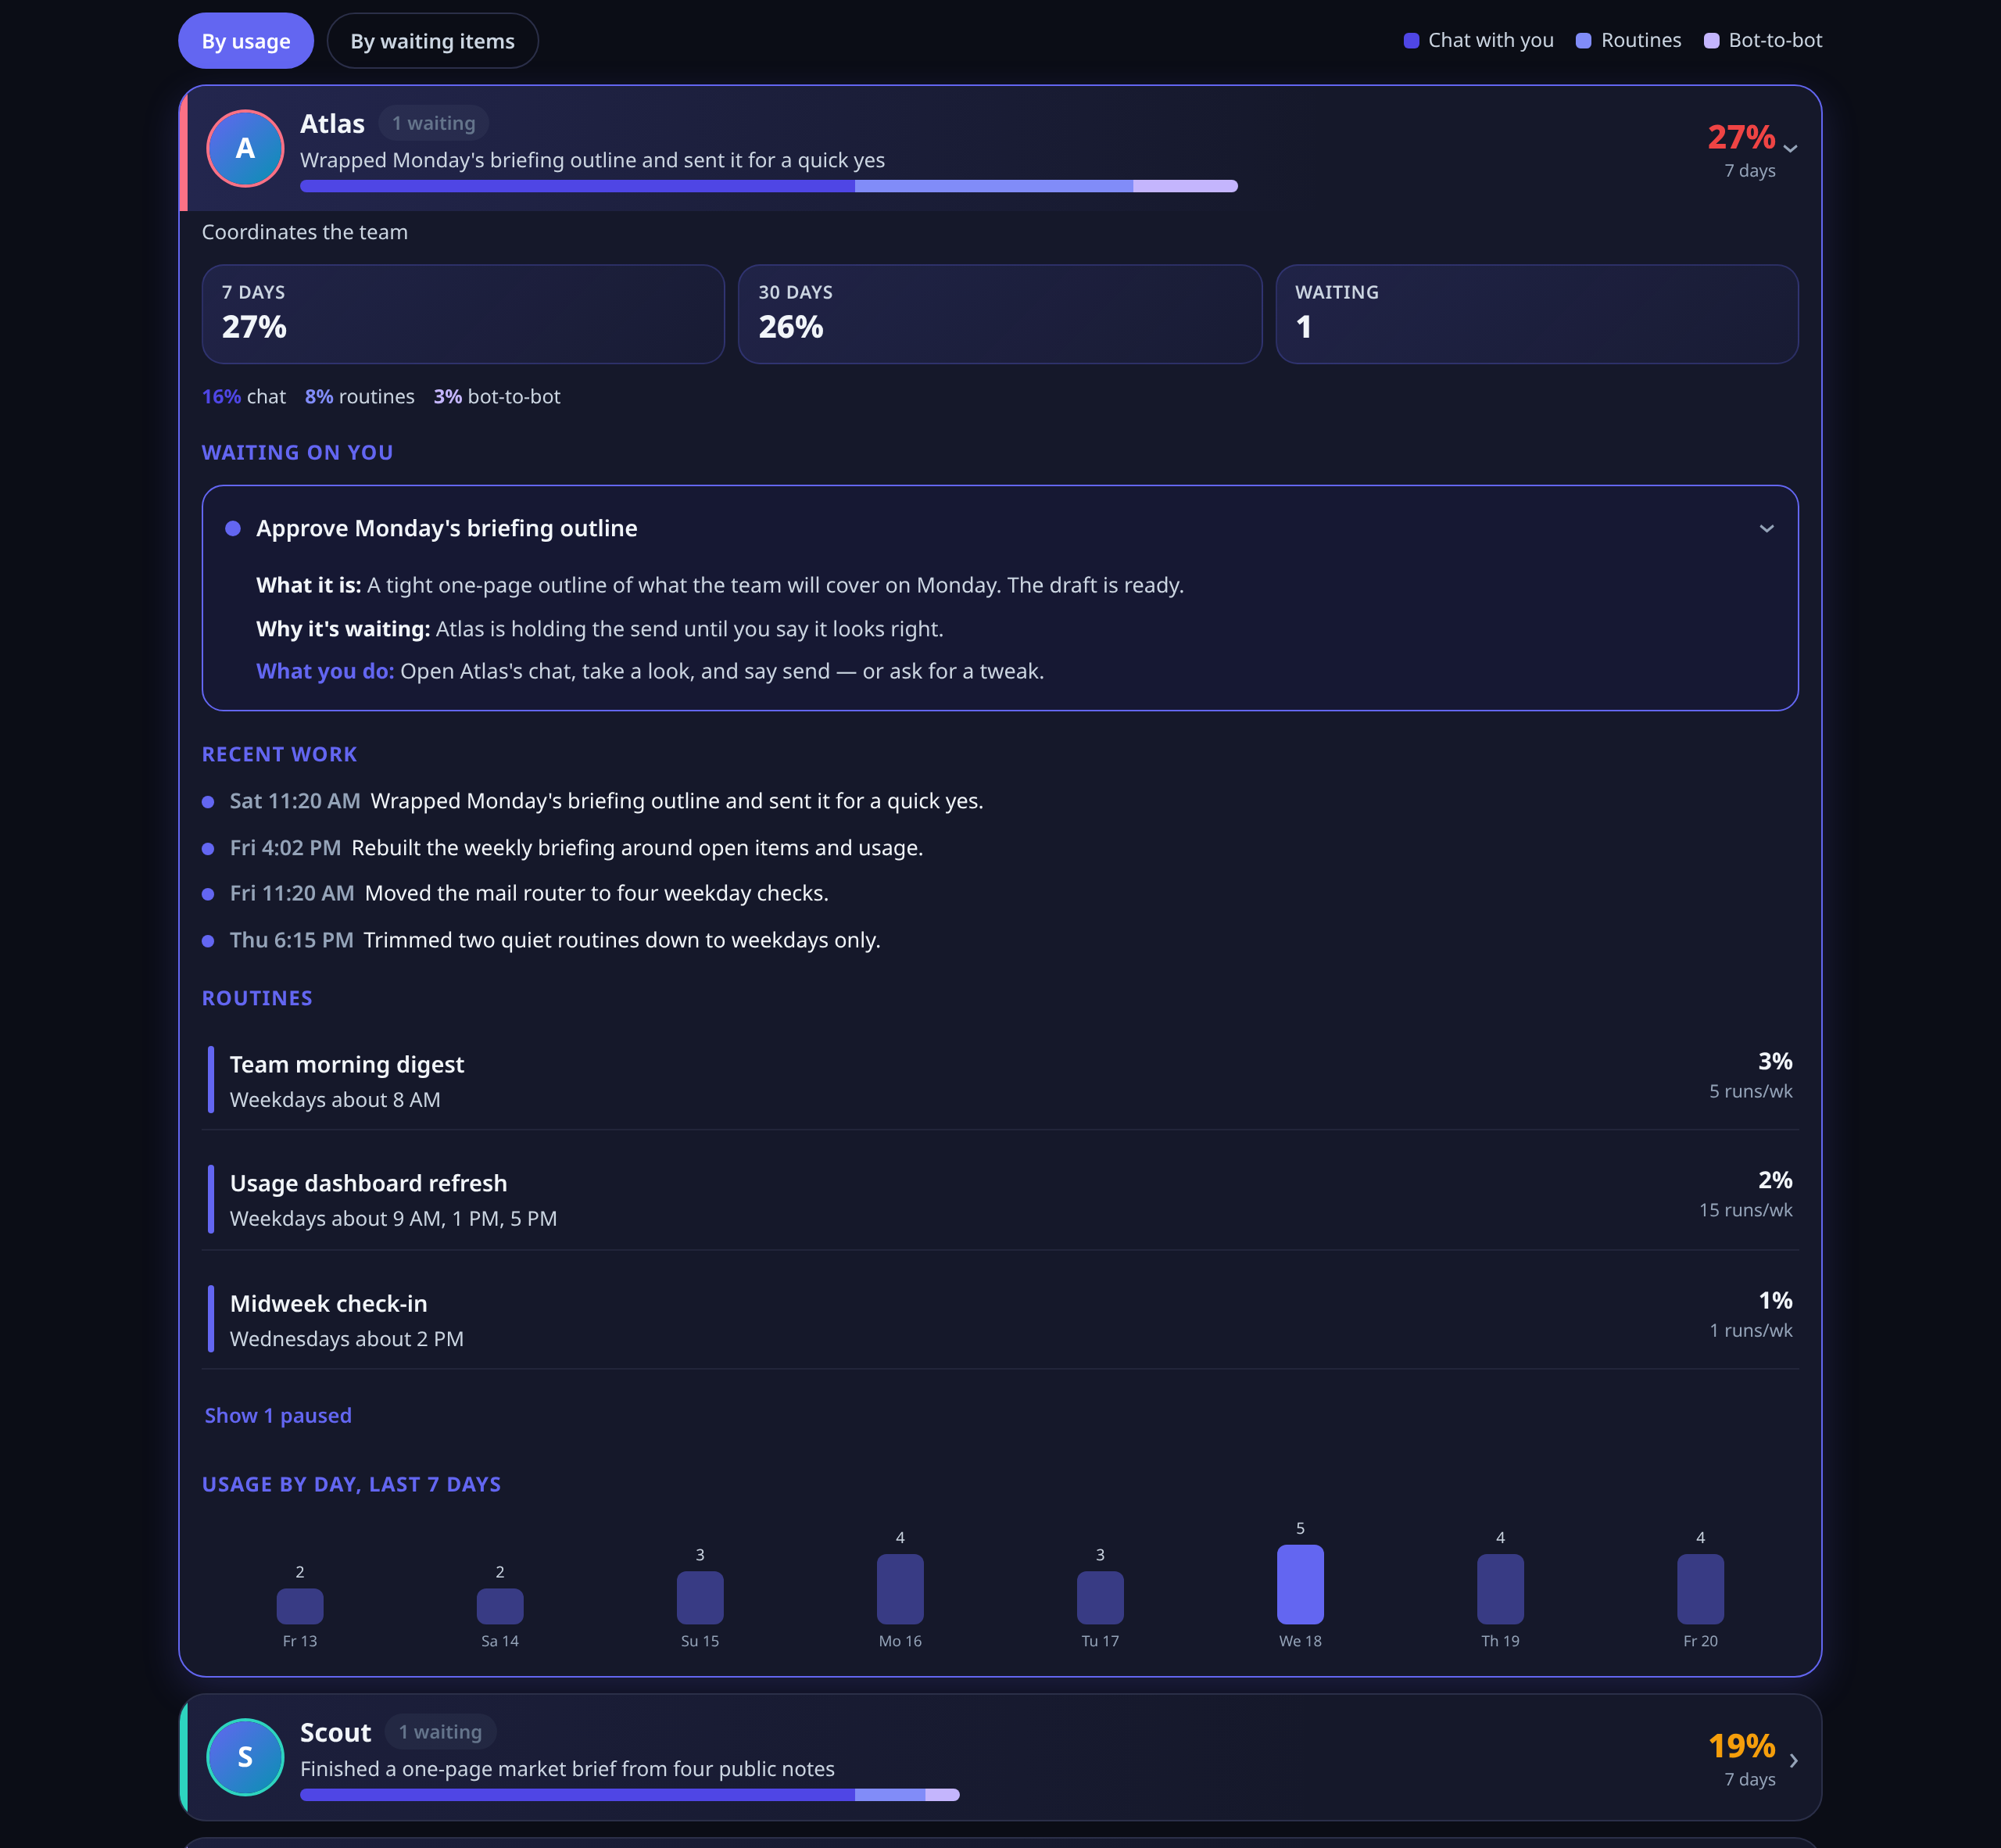 By usage
By waiting items
Chat with you
Routines
Bot-to-bot
A
Atlas
1 waiting
Wrapped Monday's briefing outline and sent it for a quick yes
27%
7 days
Coordinates the team
7 DAYS
27%
30 DAYS
26%
WAITING
1
16% chat 8% routines 3% bot-to-bot
WAITING ON YOU
Approve Monday's briefing outline
What it is: A tight one-page outline of what the team will cover on Monday. The draft is ready.
Why it's waiting: Atlas is holding the send until you say it looks right.
What you do: Open Atlas's chat, take a look, and say send — or ask for a tweak.
RECENT WORK
Sat 11:20 AM Wrapped Monday's briefing outline and sent it for a quick yes.
Fri 4:02 PM Rebuilt the weekly briefing around open items and usage.
Fri 11:20 AM Moved the mail router to four weekday checks.
Thu 6:15 PM Trimmed two quiet routines down to weekdays only.
ROUTINES
Team morning digest
Weekdays about 8 AM
3%
5 runs/wk
Usage dashboard refresh
Weekdays about 9 AM, 1 PM, 5 PM
2%
15 runs/wk
Midweek check-in
Wednesdays about 2 PM
1%
1 runs/wk
Show 1 paused
USAGE BY DAY, LAST 7 DAYS
2 2 3 4 3 5 4 4
Fr 13 Sa 14 Su 15 Mo 16 Tu 17 We 18 Th 19 Fr 20
S
Scout
1 waiting
Finished a one-page market brief from four public notes
19%
7 days